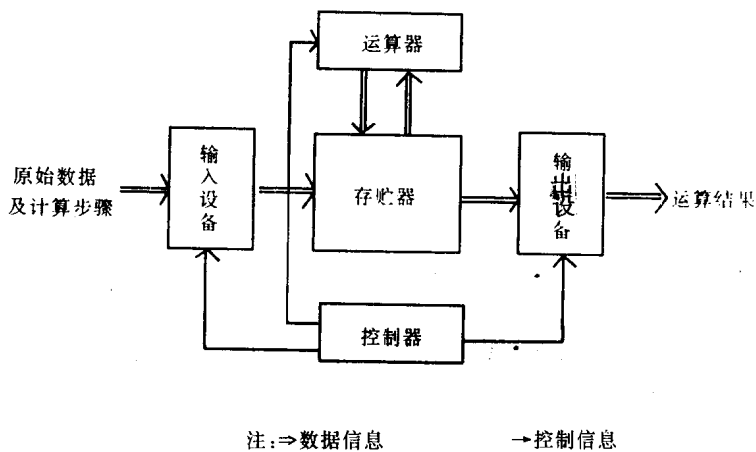 运算器
原始数据
及计算步骤
输入设备
存贮器
输出设备
运算结果
控制器
注:⇒数据信息 →控制信息